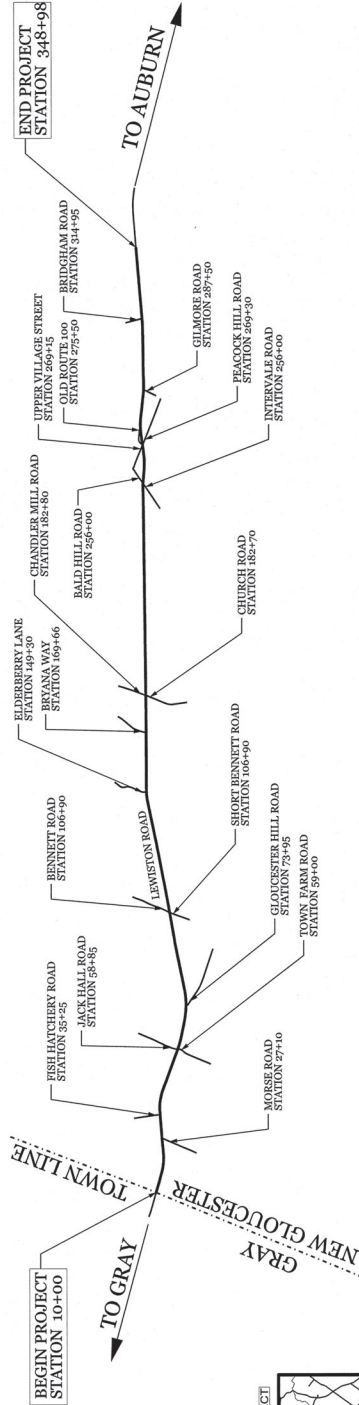 BEGIN PROJECT
STATION 10+00
TO GRAY
TOWN LINE
GRAY
NEW GLOUCESTER
MORSE ROAD
STATION 27+10
FISH HATCHERY ROAD
STATION 35+25
JACK HALL ROAD
STATION 58+85
TOWN FARM ROAD
STATION 59+00
GLOUCESTER HILL ROAD
STATION 73+95
BENNETT ROAD
STATION 106+90
SHORT BENNETT ROAD
STATION 106+90
LEWISTON ROAD
ELDERBERRY LANE
STATION 149+30
BRYANA WAY
STATION 169+66
CHANDLER MILL ROAD
STATION 182+80
CHURCH ROAD
STATION 182+70
BALD HILL ROAD
STATION 256+00
INTERVALE ROAD
STATION 256+00
UPPER VILLAGE STREET
STATION 269+15
PEACOCK HILL ROAD
STATION 269+30
OLD ROUTE 100
STATION 275+50
GILMORE ROAD
STATION 287+50
BRIDGHAM ROAD
STATION 314+95
END PROJECT
STATION 348+98
TO AUBURN
CT